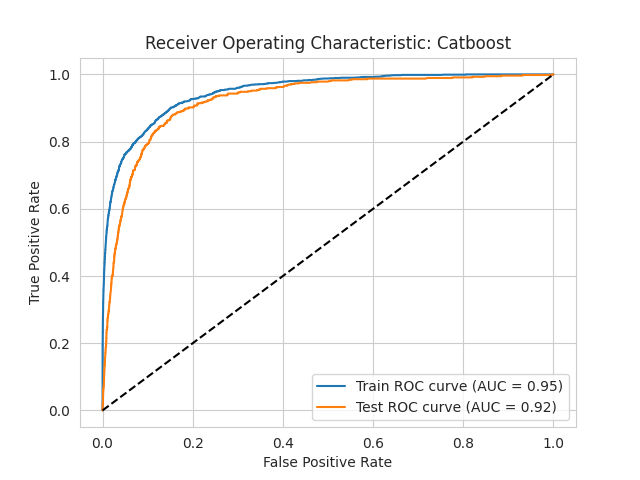 Receiver Operating Characteristic: Catboost
1.0
0.8
0.6
0.4
0.2
0.0
True Positive Rate
Train ROC curve (AUC = 0.95)
Test ROC curve (AUC = 0.92)
0.0 0.2 0.4 0.6 0.8 1.0
False Positive Rate